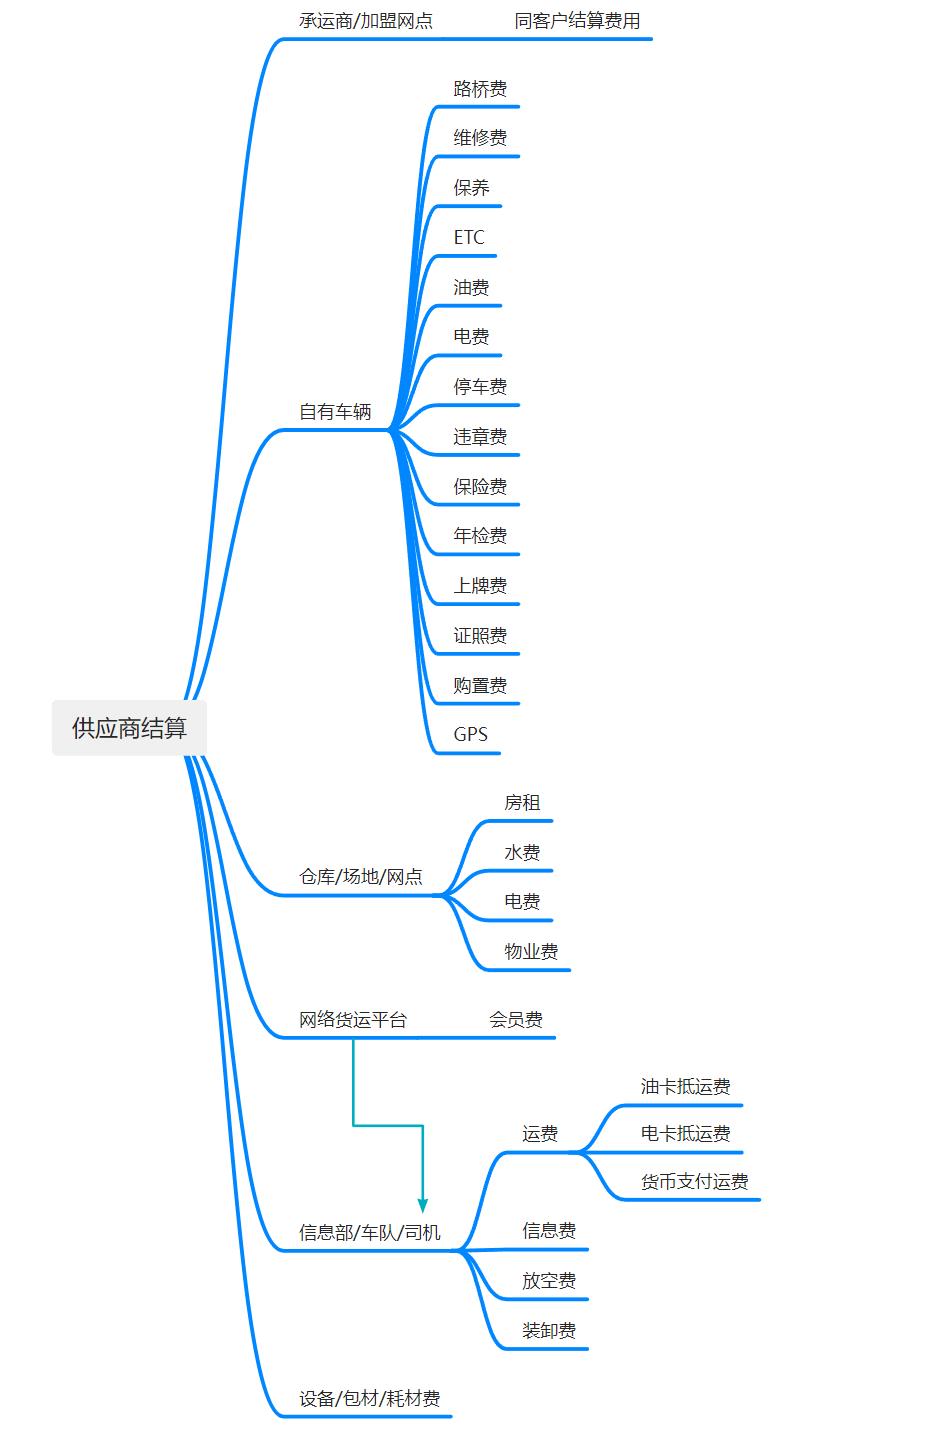 承运商/加盟网点
同客户结算费用
路桥费
维修费
保养
ETC
油费
电费
停车费
自有车辆
违章费
保险费
年检费
上牌费
证照费
购置费
供应商结算
GPS
房租
水费
仓库/场地/网点
电费
物业费
网络货运平台
会员费
油卡抵运费
运费
电卡抵运费
货币支付运费
信息部/车队/司机
信息费
放空费
装卸费
设备/包材/耗材费